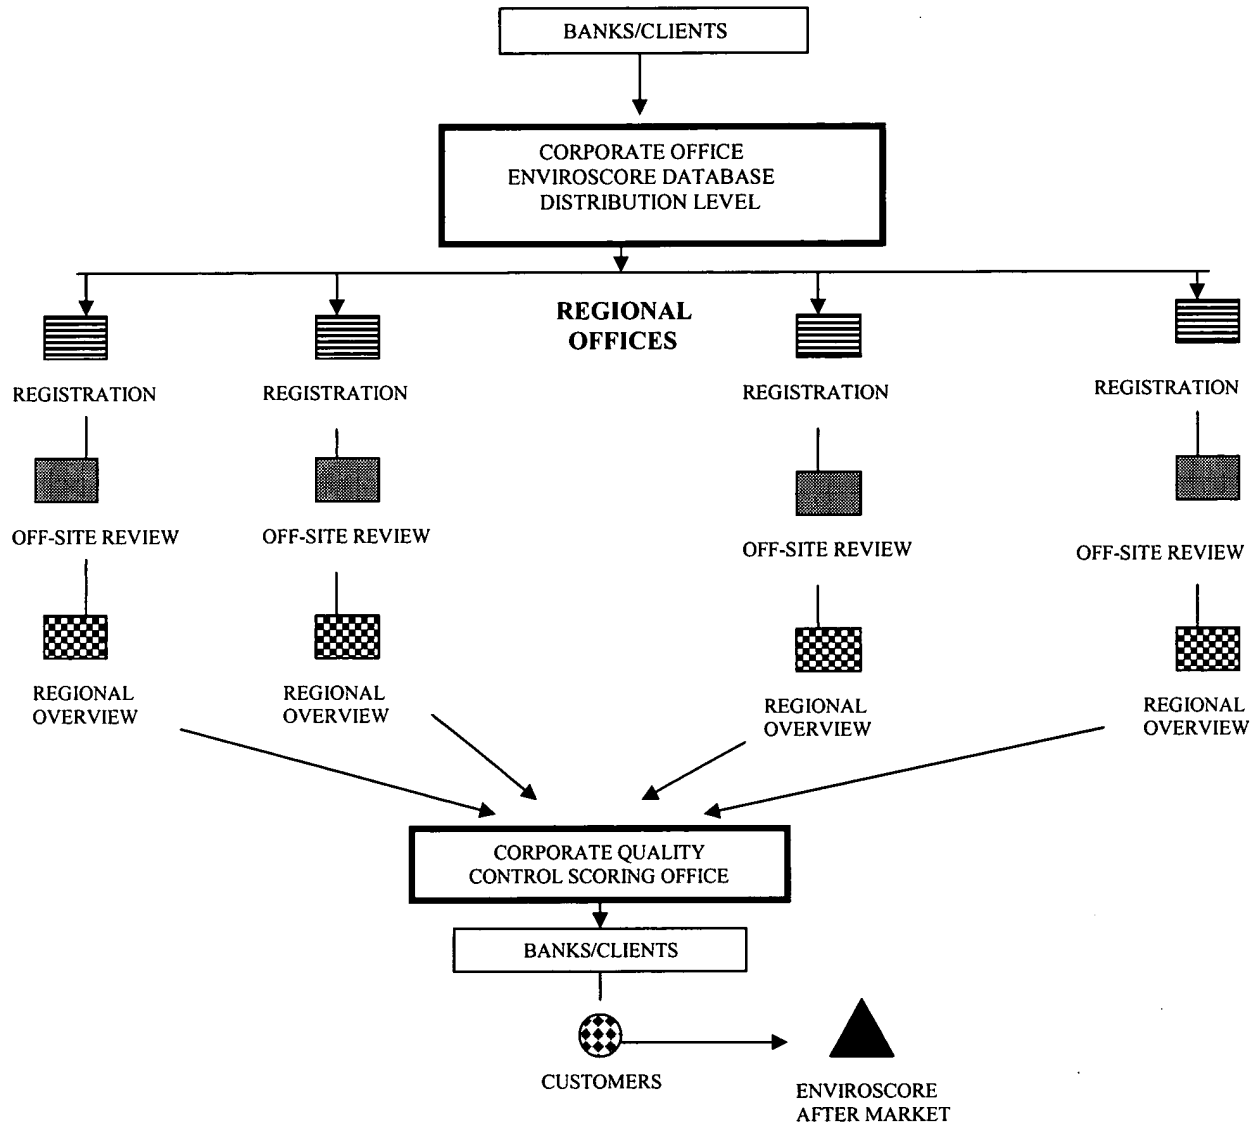 BANKS/CLIENTS
CORPORATE OFFICE
ENVIROSCORE DATABASE
DISTRIBUTION LEVEL
REGIONAL
OFFICES
REGISTRATION
REGISTRATION
REGISTRATION
REGISTRATION
OFF-SITE REVIEW
OFF-SITE REVIEW
OFF-SITE REVIEW
OFF-SITE REVIEW
REGIONAL
OVERVIEW
REGIONAL
OVERVIEW
REGIONAL
OVERVIEW
REGIONAL
OVERVIEW
CORPORATE QUALITY
CONTROL SCORING OFFICE
BANKS/CLIENTS
CUSTOMERS
ENVIROSCORE
AFTER MARKET